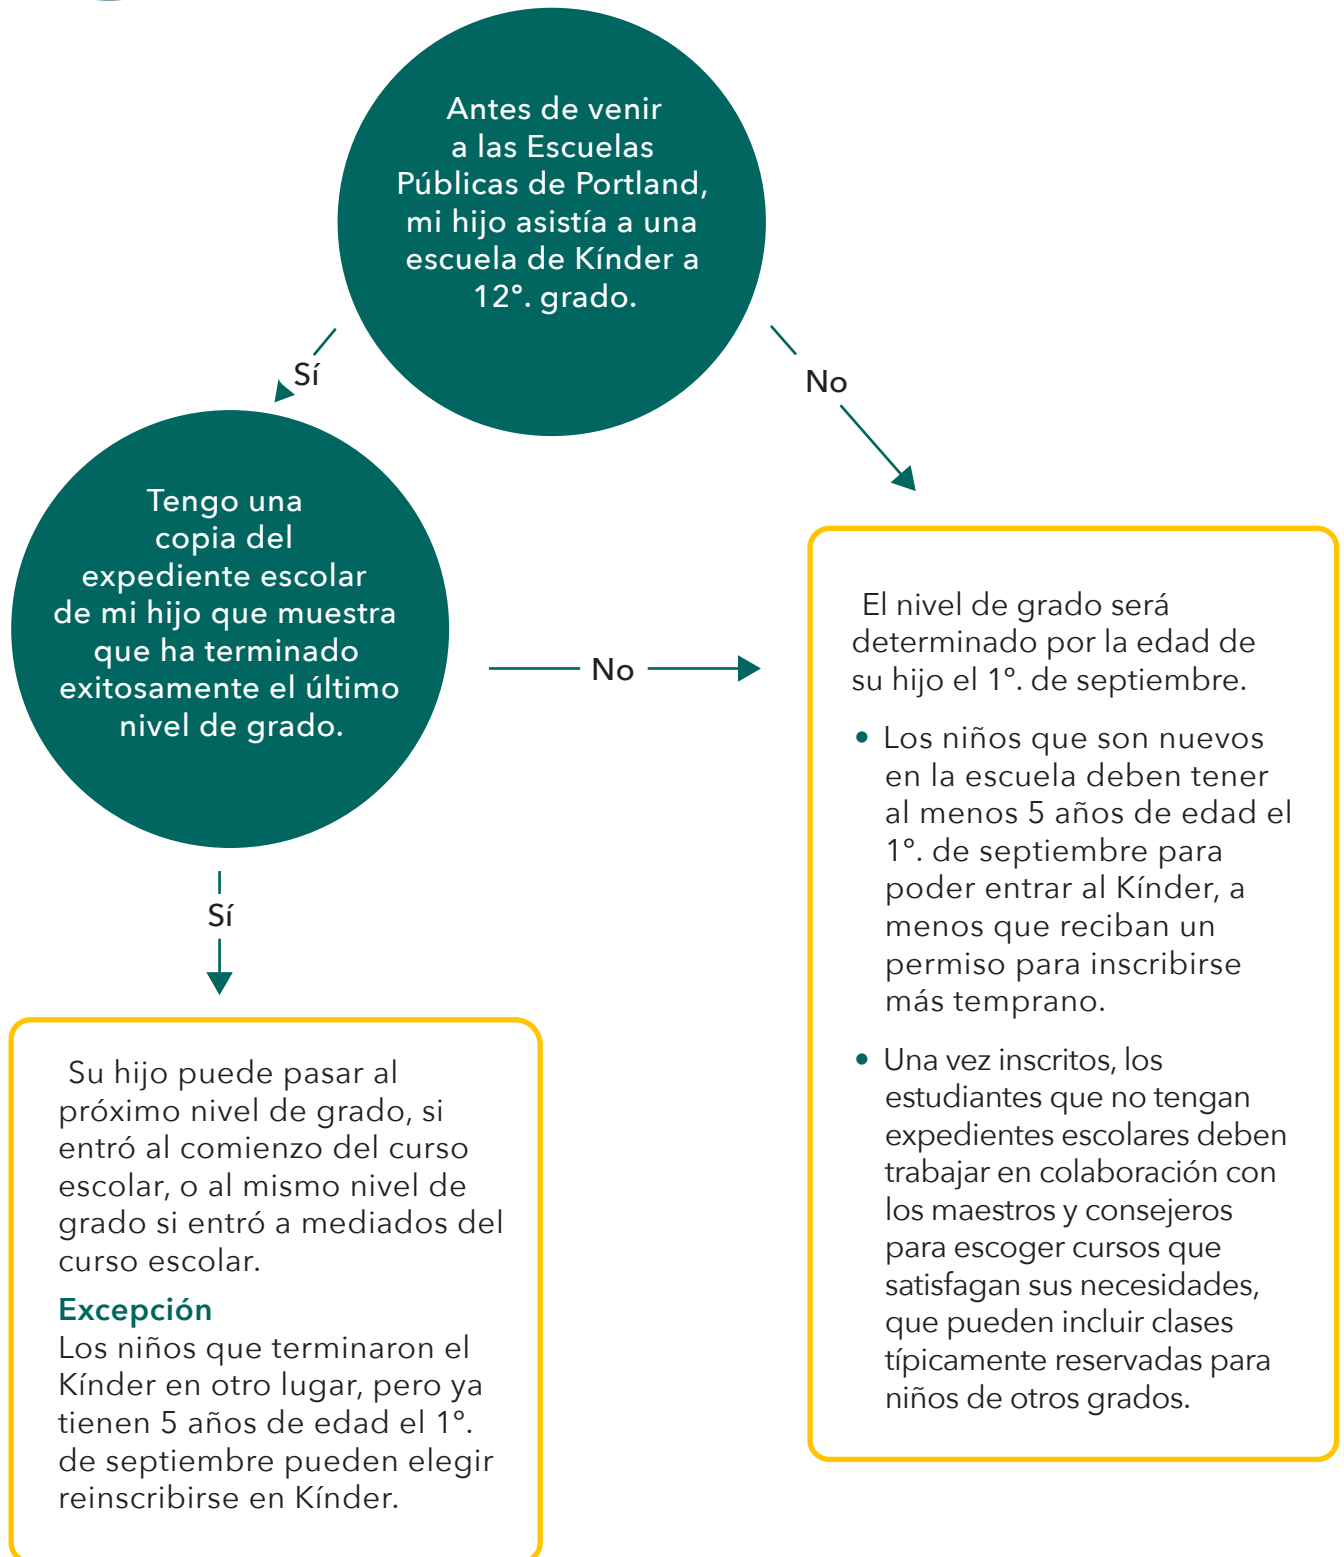 Antes de venir
a las Escuelas
Públicas de Portland,
mi hijo asistía a una
escuela de Kínder a
12º. grado.
Sí
No
Tengo una
copia del
expediente escolar
de mi hijo que muestra
que ha terminado
exitosamente el último
nivel de grado.
No
Sí
El nivel de grado será
determinado por la edad de
su hijo el 1º. de septiembre.
• Los niños que son nuevos
en la escuela deben tener
al menos 5 años de edad el
1º. de septiembre para
poder entrar al Kínder, a
menos que reciban un
permiso para inscribirse
más temprano.
• Una vez inscritos, los
estudiantes que no tengan
expedientes escolares deben
trabajar en colaboración con
los maestros y consejeros
para escoger cursos que
satisfagan sus necesidades,
que pueden incluir clases
típicamente reservadas para
niños de otros grados.
Su hijo puede pasar al
próximo nivel de grado, si
entró al comienzo del curso
escolar, o al mismo nivel de
grado si entró a mediados del
curso escolar.
Excepción
Los niños que terminaron el
Kínder en otro lugar, pero ya
tienen 5 años de edad el 1º.
de septiembre pueden elegir
reinscribirse en Kínder.